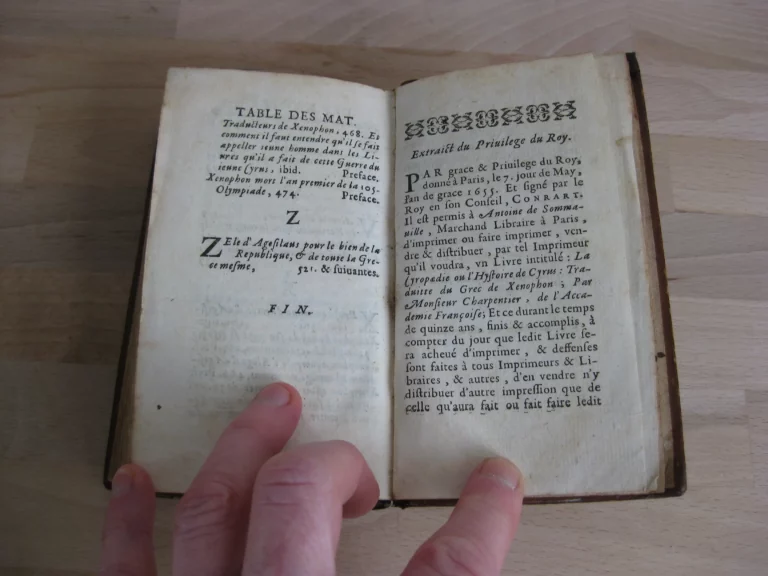 TABLE DES MAT.
Traducteurs de Xenophon, 468. Et
comment il faut entendre qu'il se fait
appeller ieune homme dans les Li-
ures qu'il a fait de cette Guerre du
ieune Cyrus, ibid. Preface.
Xenophon mort l'an premier de la 105.
Olympiade, 474. Preface.
Z
ZEle d'Agesilaus pour le bien de la
Republique, & de toute la Gre-
ce mesme, 521. & suiuantes.
FIN.
Extraict du Priuilege du Roy.
PAR grace & Priuilege du Roy,
donné à Paris, le 7. jour de May,
l'an de grace 1655. Et signé par le
Roy en son Conseil, CONRART.
Il est permis à Antoine de Somma-
uille, Marchand Libraire à Paris,
d'imprimer ou faire imprimer, ven-
dre & distribuer, par tel Imprimeur
qu'il voudra, vn Livre intitulé : La
Cyropædie ou l'Hystoire de Cyrus : Tra-
duitte du Grec de Xenophon ; Par
Monsieur Charpentier, de l'Acca-
demie Françoise; Et ce durant le temps
de quinze ans, finis & accomplis, à
compter du jour que ledit Livre se-
ra acheué d'imprimer, & deffenses
sont faites à tous Imprimeurs & Li-
braires, & autres, d'en vendre n'y
distribuer d'autre impression que de
celle qu'aura fait ou fait faire ledit